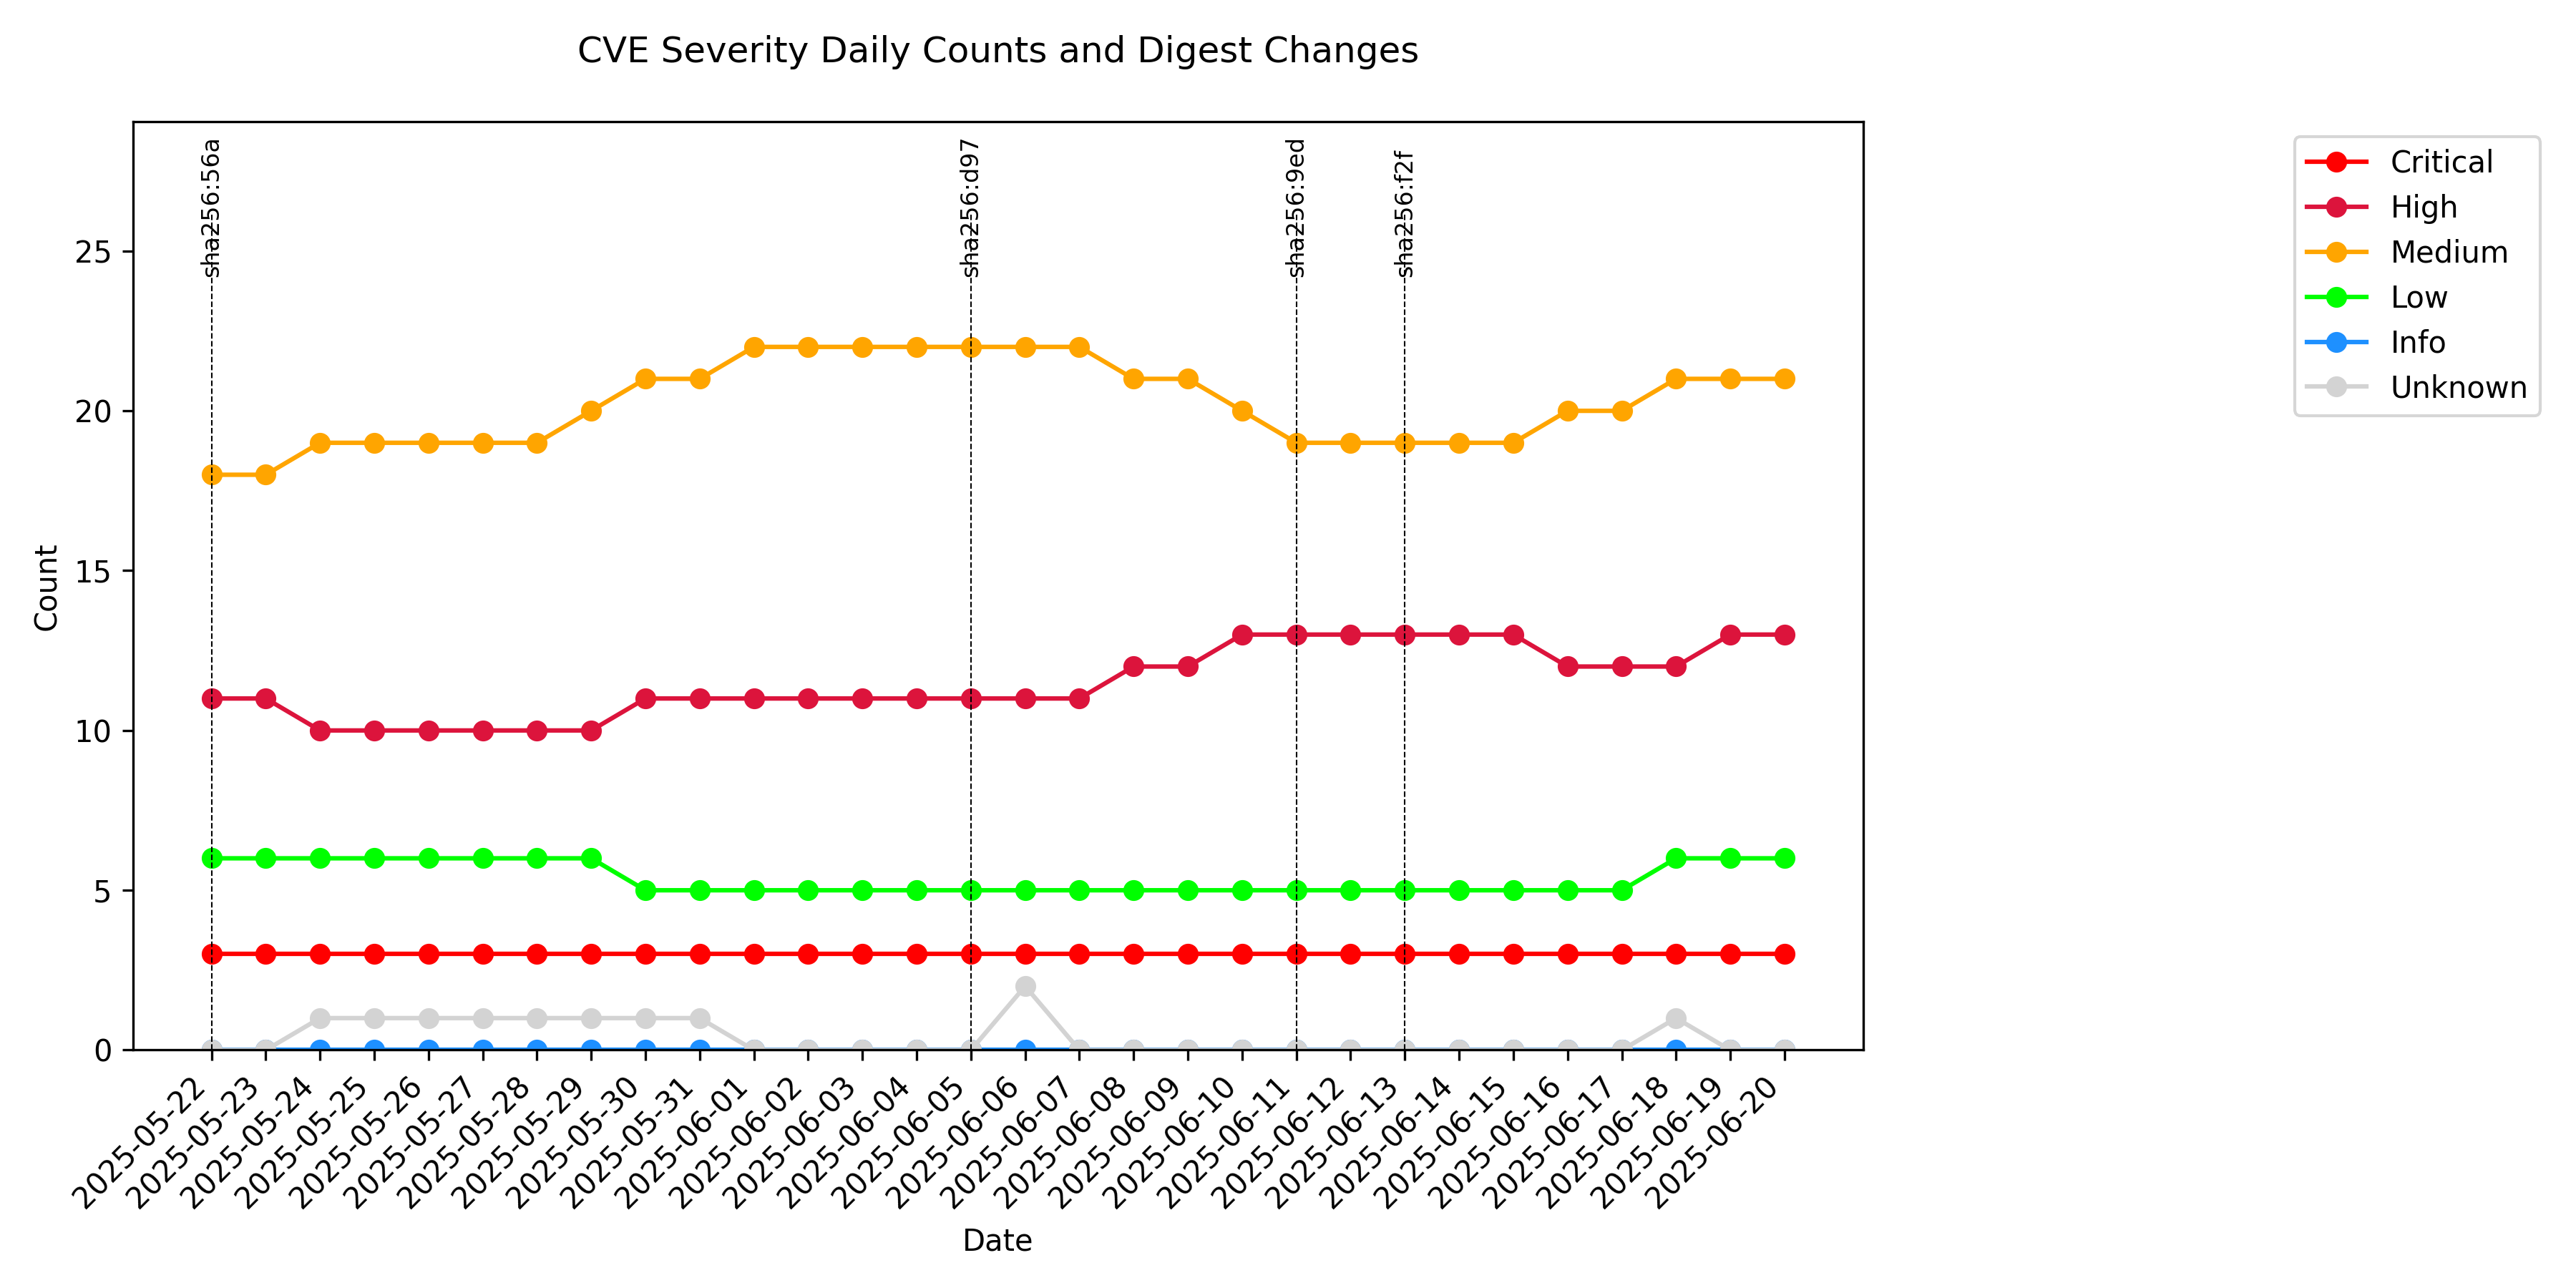 CVE Severity Daily Counts and Digest Changes
sha256:56a
sha256:d97
sha256:9ed
sha256:f2f
Critical
High
Medium
Low
Info
Unknown
Count
25
20
15
10
5
0
2025-05-22
2025-05-23
2025-05-24
2025-05-25
2025-05-26
2025-05-27
2025-05-28
2025-05-29
2025-05-30
2025-05-31
2025-06-01
2025-06-02
2025-06-03
2025-06-04
2025-06-05
2025-06-06
2025-06-07
2025-06-08
2025-06-09
2025-06-10
2025-06-11
2025-06-12
2025-06-13
2025-06-14
2025-06-15
2025-06-16
2025-06-17
2025-06-18
2025-06-19
2025-06-20
Date